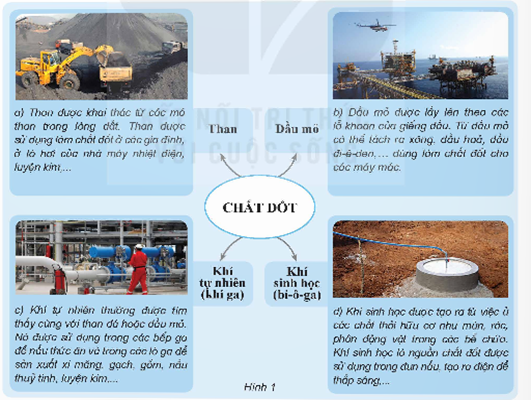 a) Than được khai thác từ các mỏ
than trong lòng đất. Than được
sử dụng làm chất đốt ở các gia đình,
ở lò hơi của nhà máy nhiệt điện,
luyện kim,...
b) Dầu mỏ được lấy lên theo các
lỗ khoan của giếng dầu. Từ dầu mỏ
có thể tách ra xăng, dầu hoả, dầu
đi-ê-den,... dùng làm chất đốt cho
các máy móc.
Than
Dầu mỏ
CHẤT ĐỐT
Khí
tự nhiên
(khí ga)
Khí
sinh học
(bi-ô-ga)
c) Khí tự nhiên thường được tìm
thấy cùng với than đá hoặc dầu mỏ.
Nó được sử dụng trong các bếp ga
để nấu thức ăn và trong các lò ga để
sản xuất xi măng, gạch, gốm, nấu
thuỷ tinh, luyện kim,...
d) Khí sinh học được tạo ra từ việc ủ
các chất thải hữu cơ như mùn, rác,
phân động vật trong các bể chứa.
Khí sinh học là nguồn chất đốt được
sử dụng trong đun nấu, tạo ra điện để
thắp sáng,...
Hình 1